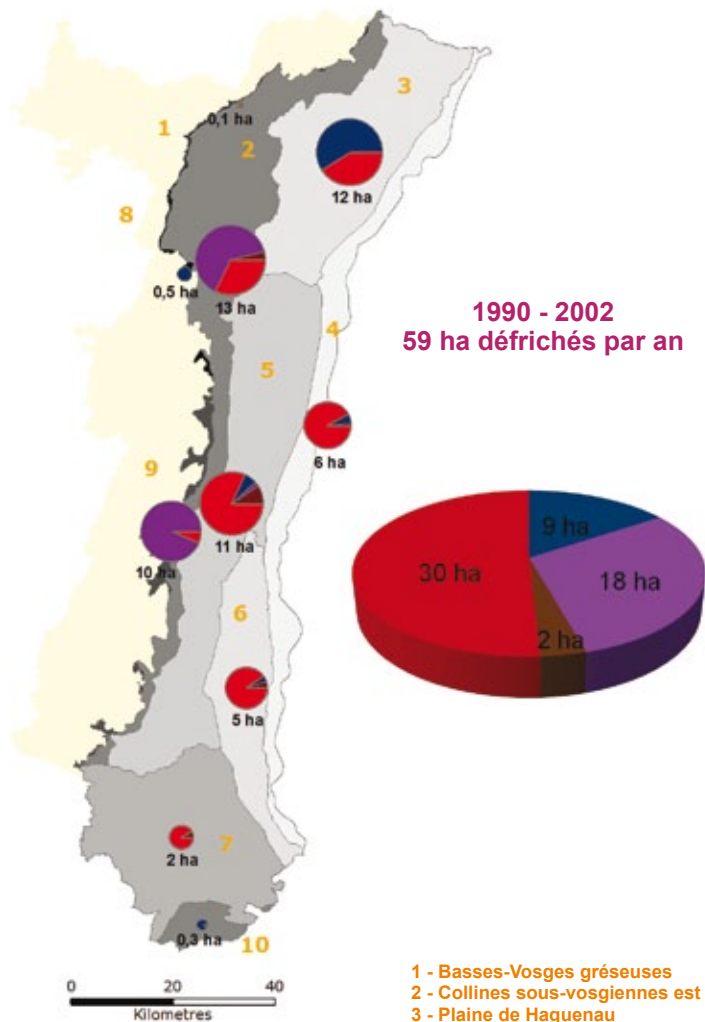 3
1
0,1 ha
2
12 ha
8
0,5 ha
13 ha
1990 - 2002
59 ha défrichés par an
4
5
6 ha
9
11 ha
10 ha
9 ha
30 ha
18 ha
2 ha
6
5 ha
7
2 ha
0,3 ha
10
0 20 40
Kilometres
1 - Basses-Vosges gréseuses
2 - Collines sous-vosgiennes est
3 - Plaine de Haguenau